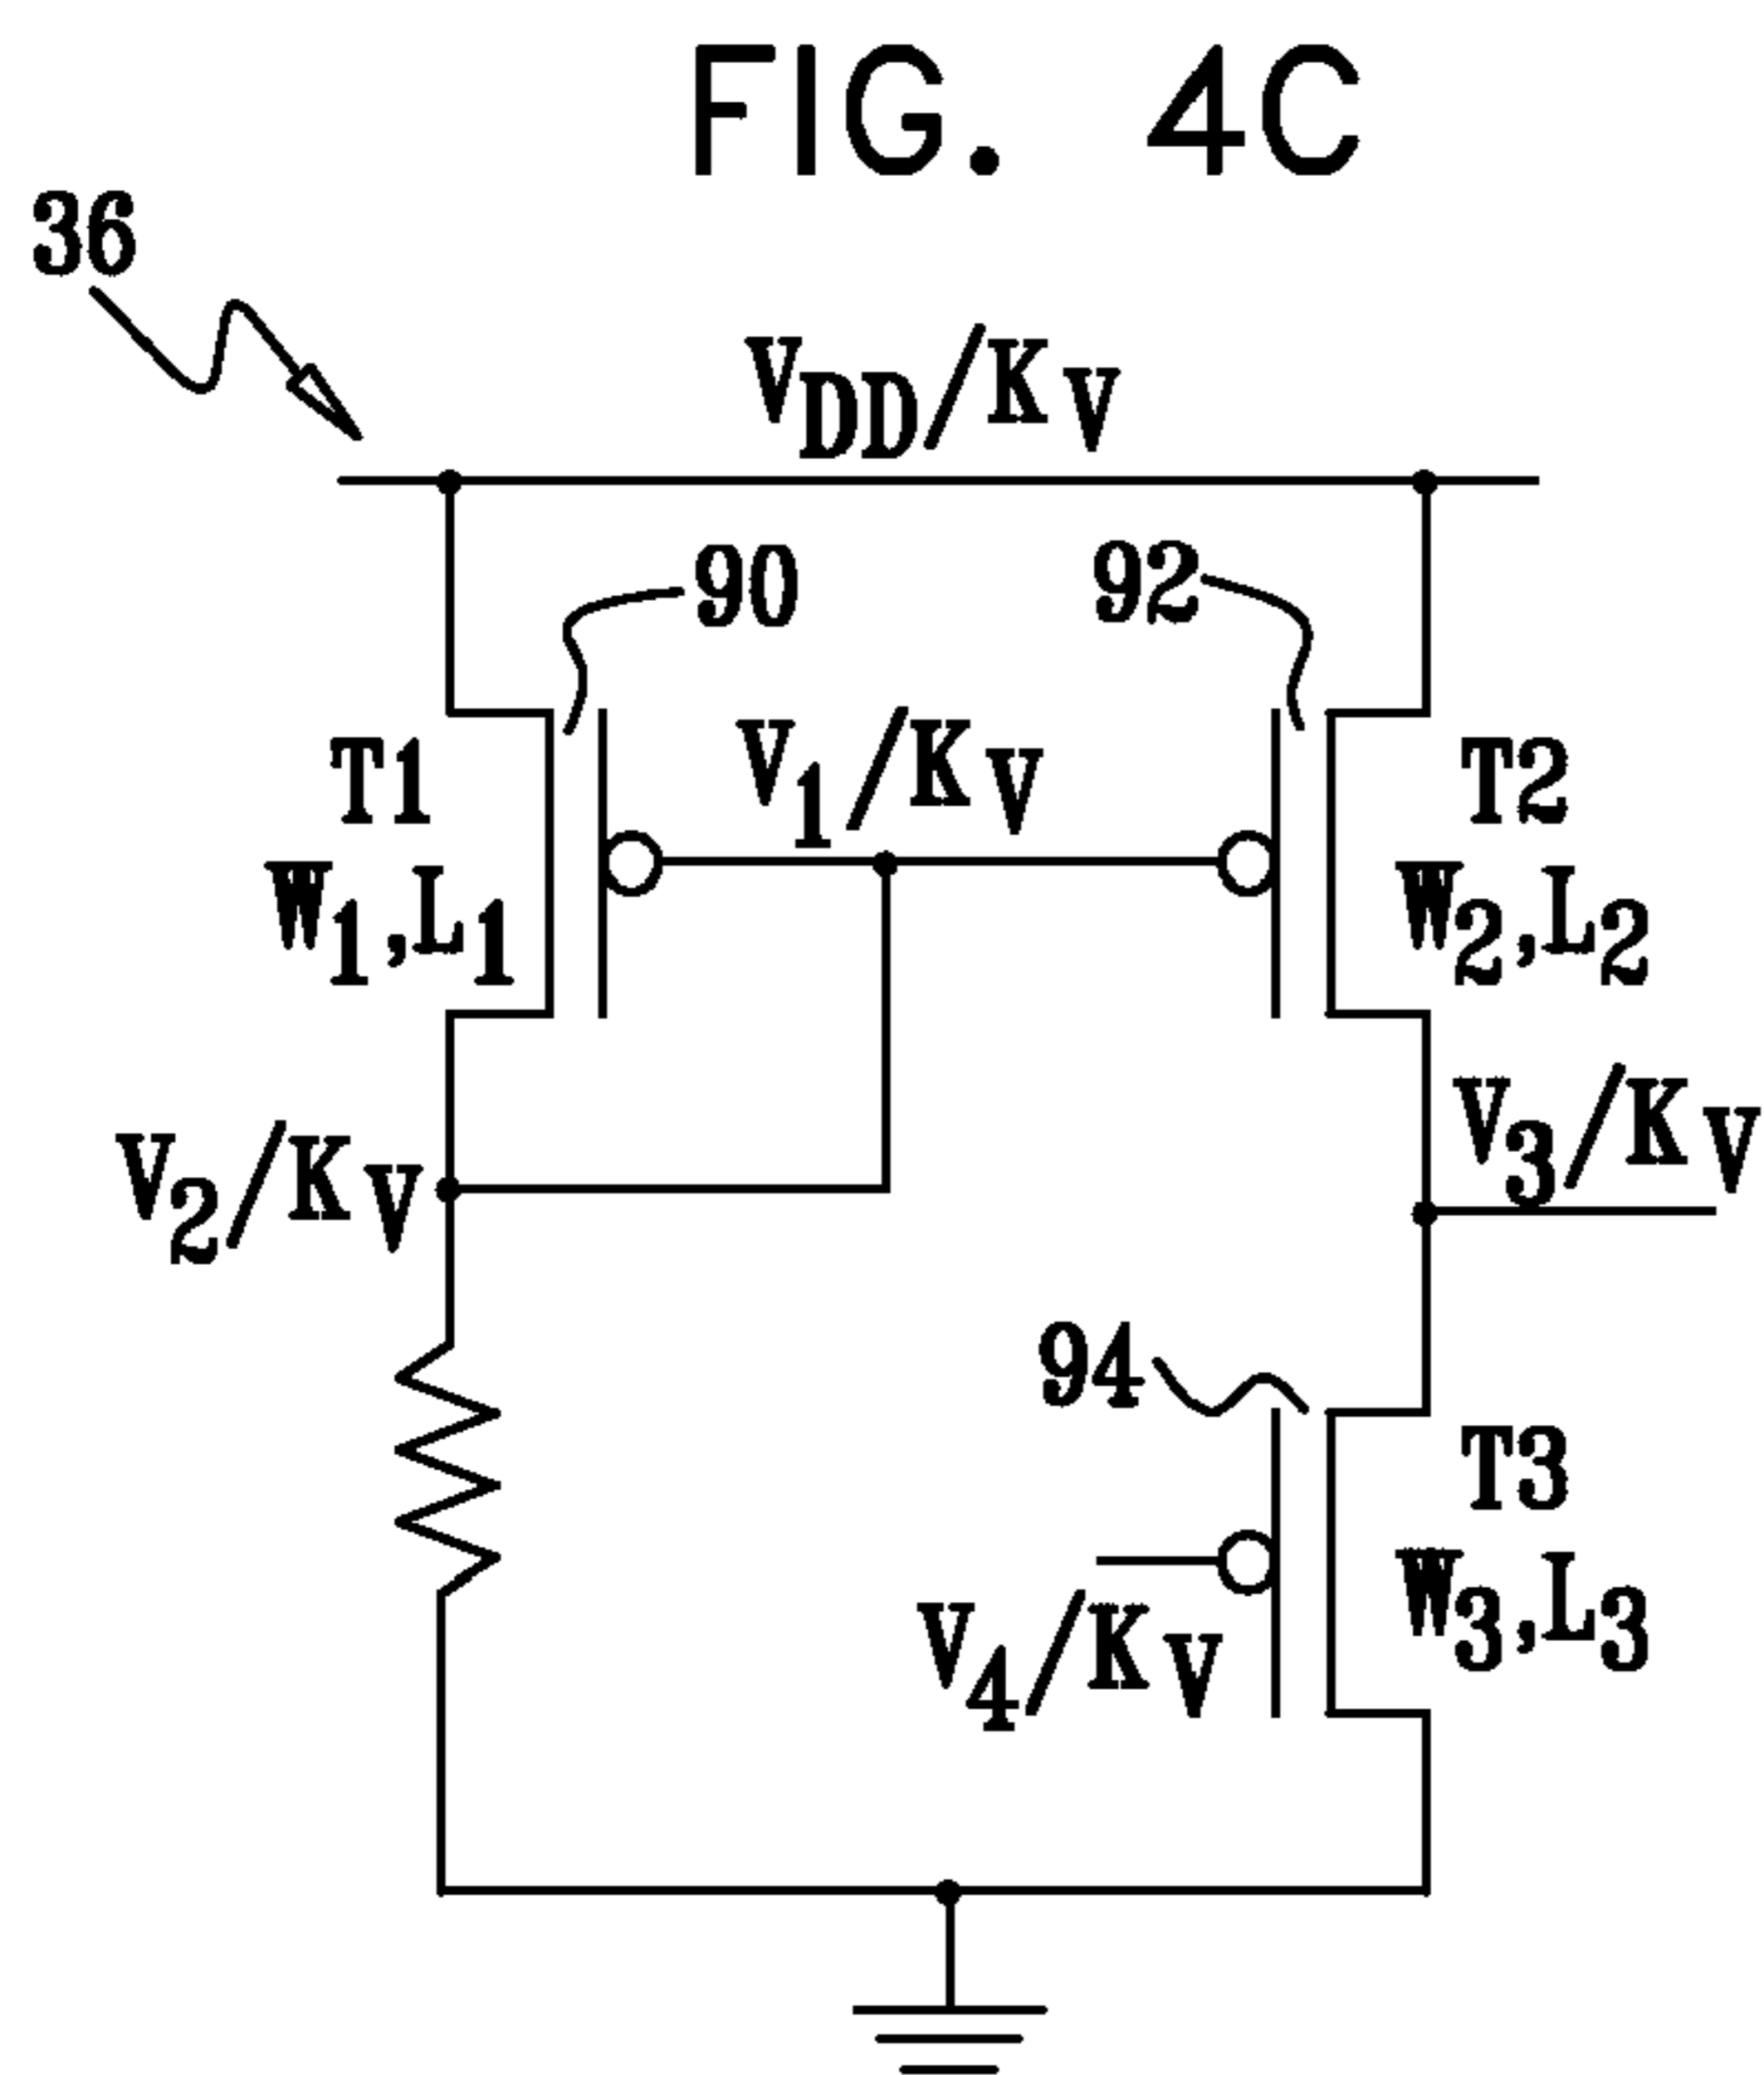 FIG. 4C
36
VDD/KV
90
92
T1
V1/KV
T2
W1,L1
W2,L2
V2/KV
V3/KV
94
T3
W3,L3
V4/KV